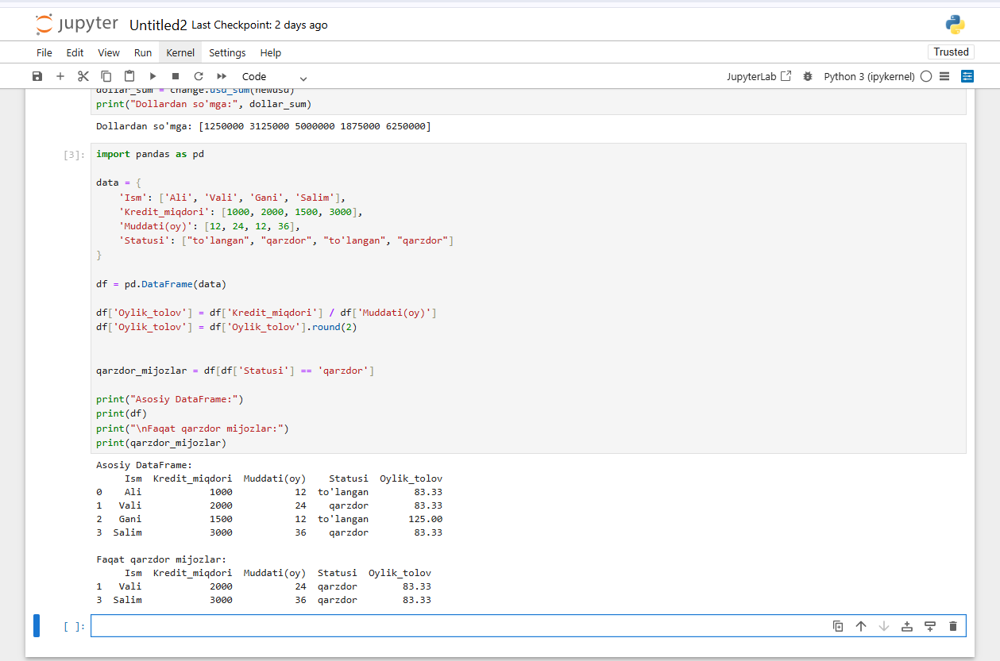 jupyter Untitled2 Last Checkpoint: 2 days ago
File Edit View Run Kernel Settings Help Trusted
Code JupyterLab Python 3 (ipykernel)
dollar_sum = change.usd_sum(newusd)
print("Dollardan so'mga:", dollar_sum)
Dollardan so'mga: [1250000 3125000 5000000 1875000 6250000]
[3]: import pandas as pd
data = {
'Ism': ['Ali', 'Vali', 'Gani', 'Salim'],
'Kredit_miqdori': [1000, 2000, 1500, 3000],
'Muddati(oy)': [12, 24, 12, 36],
'Statusi': ["to'langan", "qarzdor", "to'langan", "qarzdor"]
}
df = pd.DataFrame(data)
df['Oylik_tolov'] = df['Kredit_miqdori'] / df['Muddati(oy)']
df['Oylik_tolov'] = df['Oylik_tolov'].round(2)
qarzdor_mijozlar = df[df['Statusi'] == 'qarzdor']
print("Asosiy DataFrame:")
print(df)
print("\nFaqat qarzdor mijozlar:")
print(qarzdor_mijozlar)
Asosiy DataFrame:
Ism Kredit_miqdori Muddati(oy) Statusi Oylik_tolov
0 Ali 1000 12 to'langan 83.33
1 Vali 2000 24 qarzdor 83.33
2 Gani 1500 12 to'langan 125.00
3 Salim 3000 36 qarzdor 83.33
Faqat qarzdor mijozlar:
Ism Kredit_miqdori Muddati(oy) Statusi Oylik_tolov
1 Vali 2000 24 qarzdor 83.33
3 Salim 3000 36 qarzdor 83.33
[ ]: